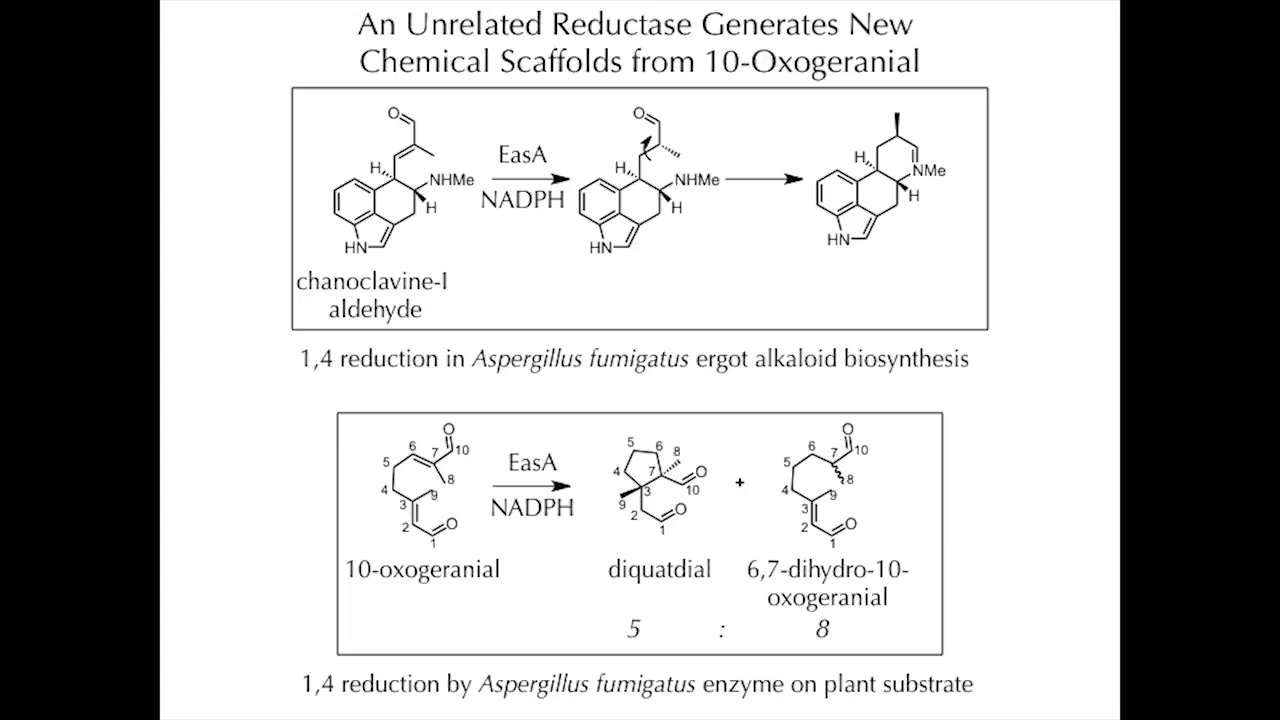 An Unrelated Reductase Generates New
Chemical Scaffolds from 10-Oxogeranial
O
H
NHMe
H
HN
EasA
NADPH
O
H
NHMe
H
HN
H
NMe
H
HN
chanoclavine-I
aldehyde
1,4 reduction in Aspergillus fumigatus ergot alkaloid biosynthesis
O
10
6
7
5
8
4
9
3
2
O
1
EasA
NADPH
5
6
8
4
7
O
10
3
9
2
O
1
+
O
10
6
7
5
8
4
9
3
2
O
1
10-oxogeranial
diquatdial
6,7-dihydro-10-
oxogeranial
5 : 8
1,4 reduction by Aspergillus fumigatus enzyme on plant substrate